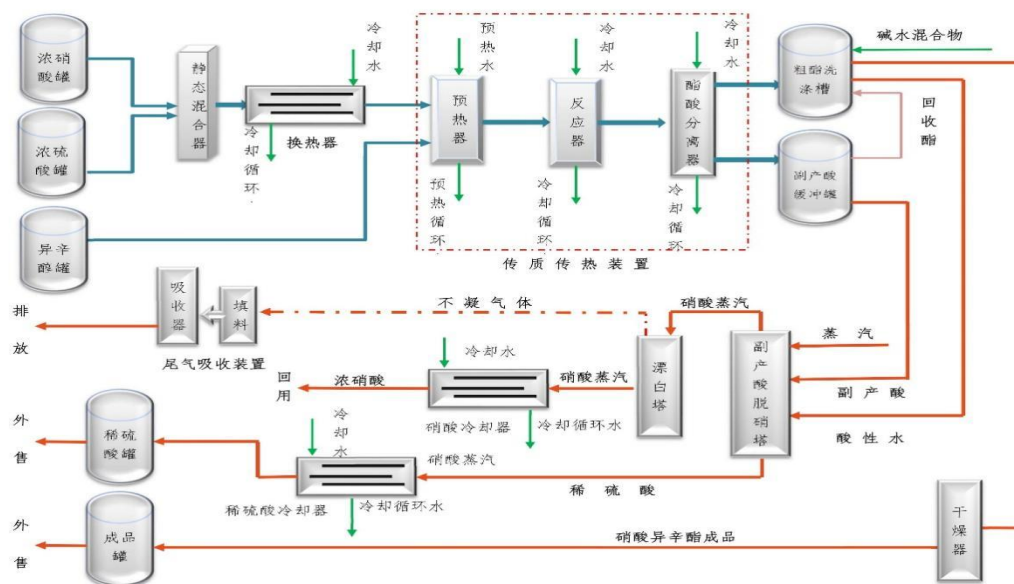 浓硝
酸罐
浓硫
酸罐
异辛
醇罐
静态混合器
冷却水
换热器
冷却循环
预热水
预热器
预热循环
冷却水
反应器
冷却循环
冷却水
酯酸分离器
冷却循环
传质传热装置
粗酯洗
涤槽
碱水混合物
回收酯
副产酸
缓冲罐
排放
吸收器
填料
尾气吸收装置
不凝气体
硝酸蒸汽
漂白塔
副产酸脱硝塔
蒸汽
副产酸
酸性水
冷却水
硝酸蒸汽
浓硝酸
回用
硝酸冷却器
冷却循环水
外售
稀硫
酸罐
冷却水
硝酸蒸汽
稀硫酸
稀硫酸冷却器
冷却循环水
外售
成品
罐
硝酸异辛酯成品
干燥器